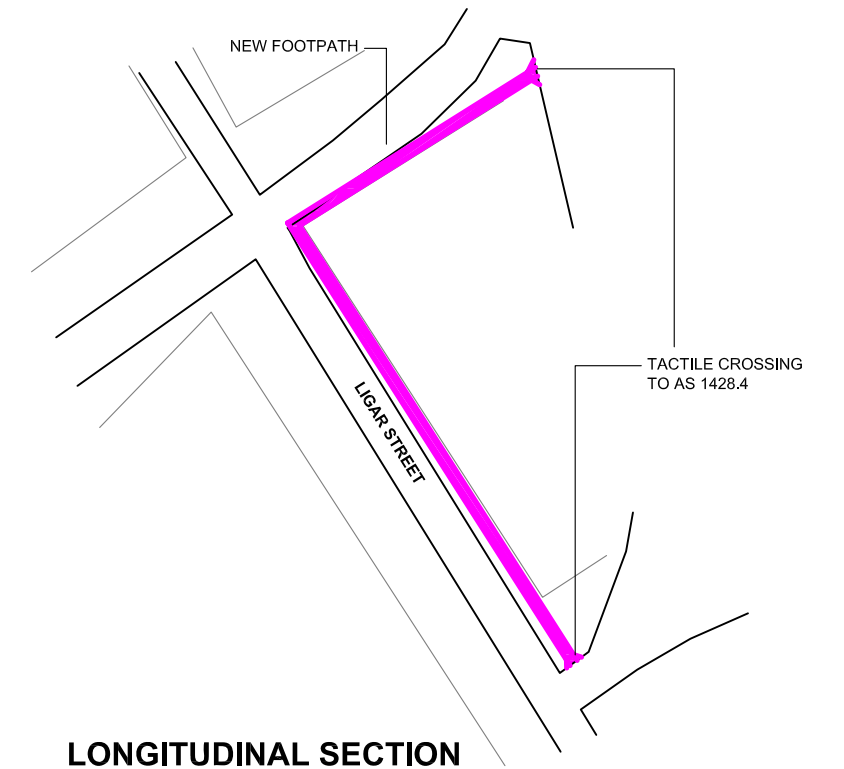 NEW FOOTPATH
TACTILE CROSSING
TO AS 1428.4
LIGAR STREET
LONGITUDINAL SECTION